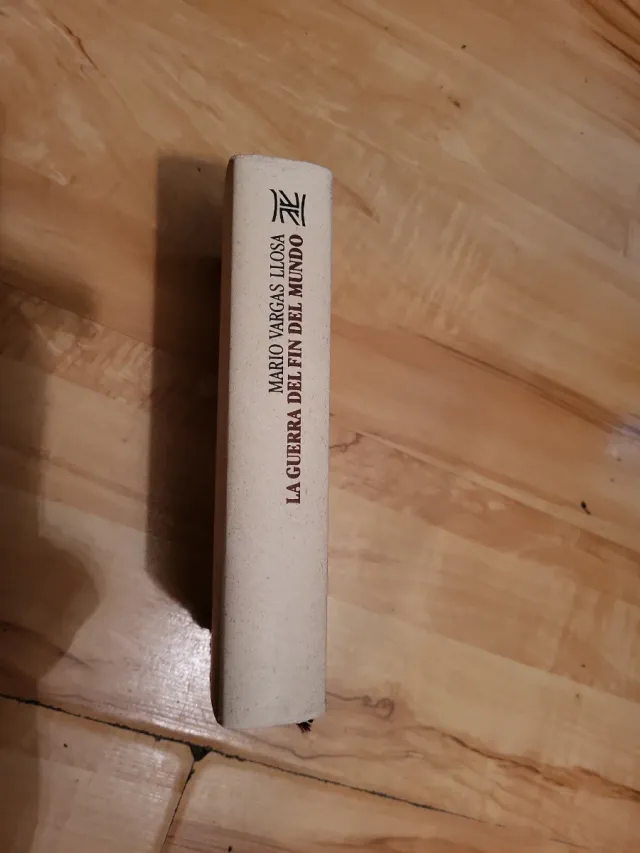 MARIO VARGAS LLOSA
LA GUERRA DEL FIN DEL MUNDO